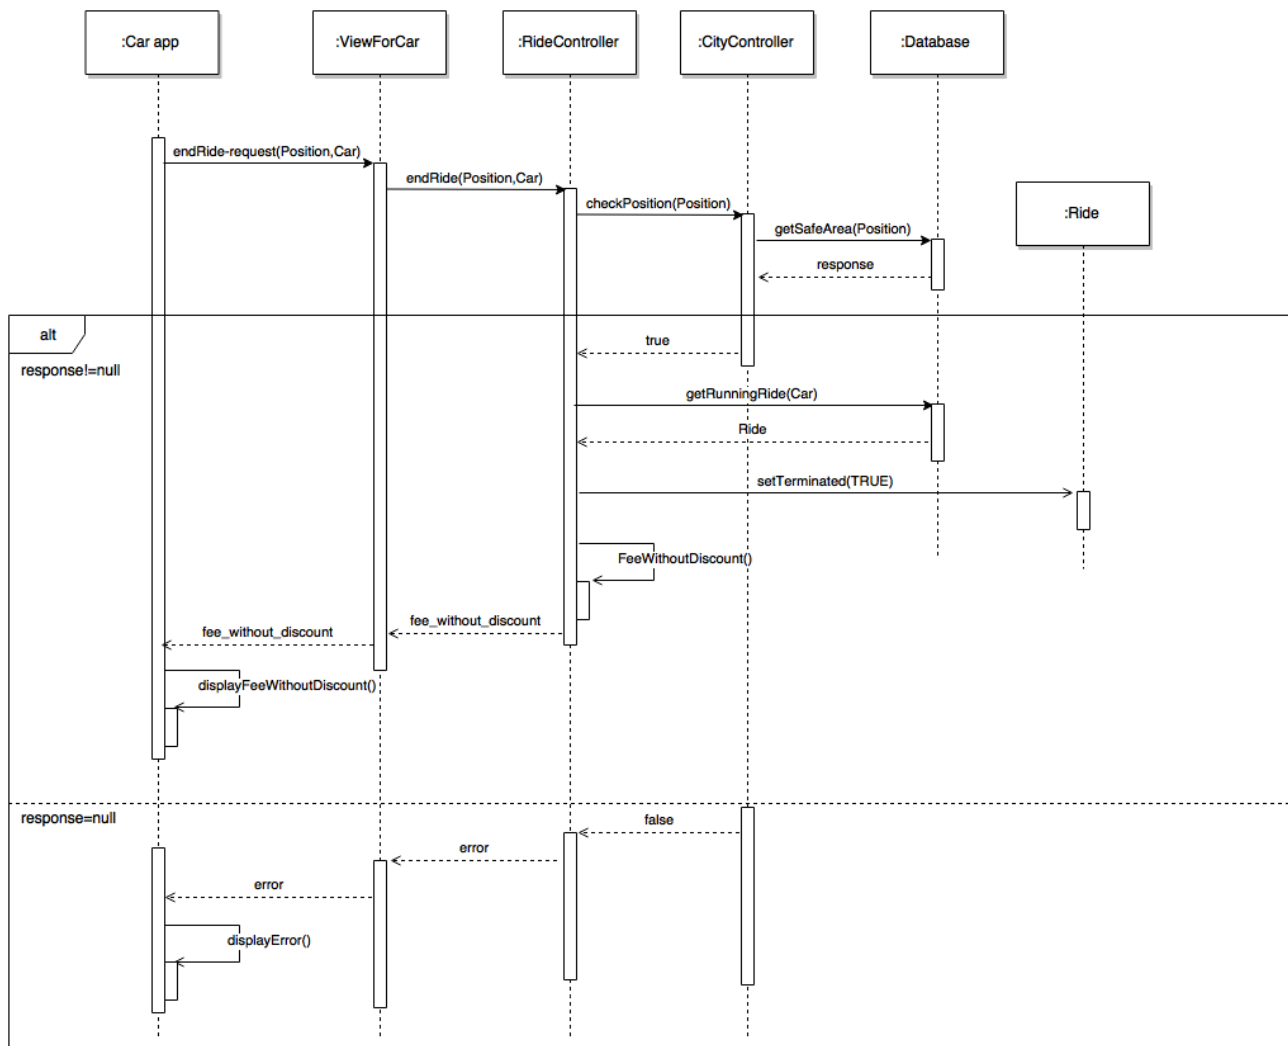 :Car app
:ViewForCar
:RideController
:CityController
:Database
endRide-request(Position,Car)
endRide(Position,Car)
checkPosition(Position)
:Ride
getSafeArea(Position)
response
alt
true
response!=null
getRunningRide(Car)
Ride
setTerminated(TRUE)
FeeWithoutDiscount()
fee_without_discount
fee_without_discount
displayFeeWithoutDiscount()
response=null
false
error
error
displayError()